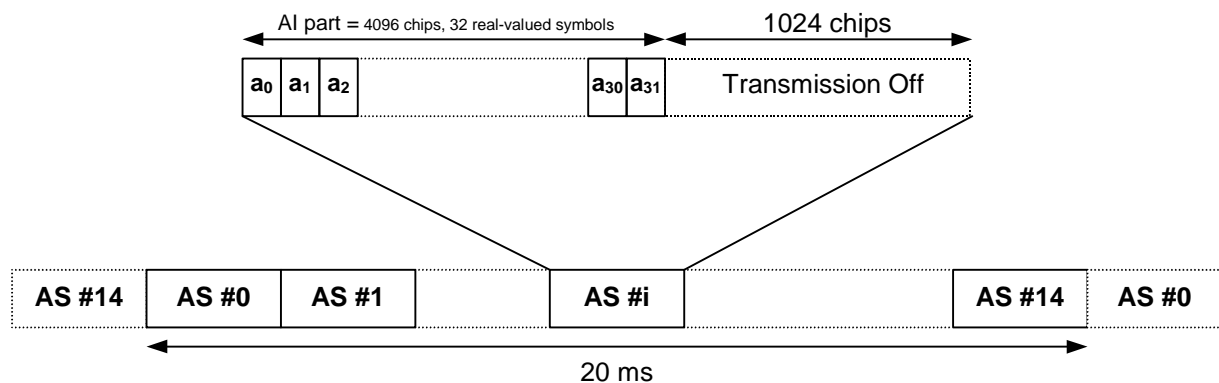 AI part = 4096 chips, 32 real-valued symbols
1024 chips
a0 a1 a2 a30 a31 Transmission Off
AS #14 AS #0 AS #1 AS #i AS #14 AS #0
20 ms